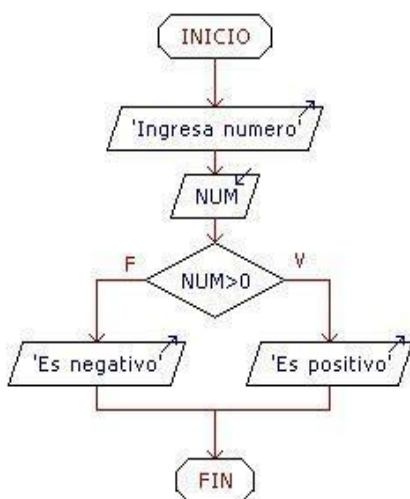 INICIO
'Ingresa numero'
NUM
F
V
NUM>0
'Es negativo'
'Es positivo'
FIN